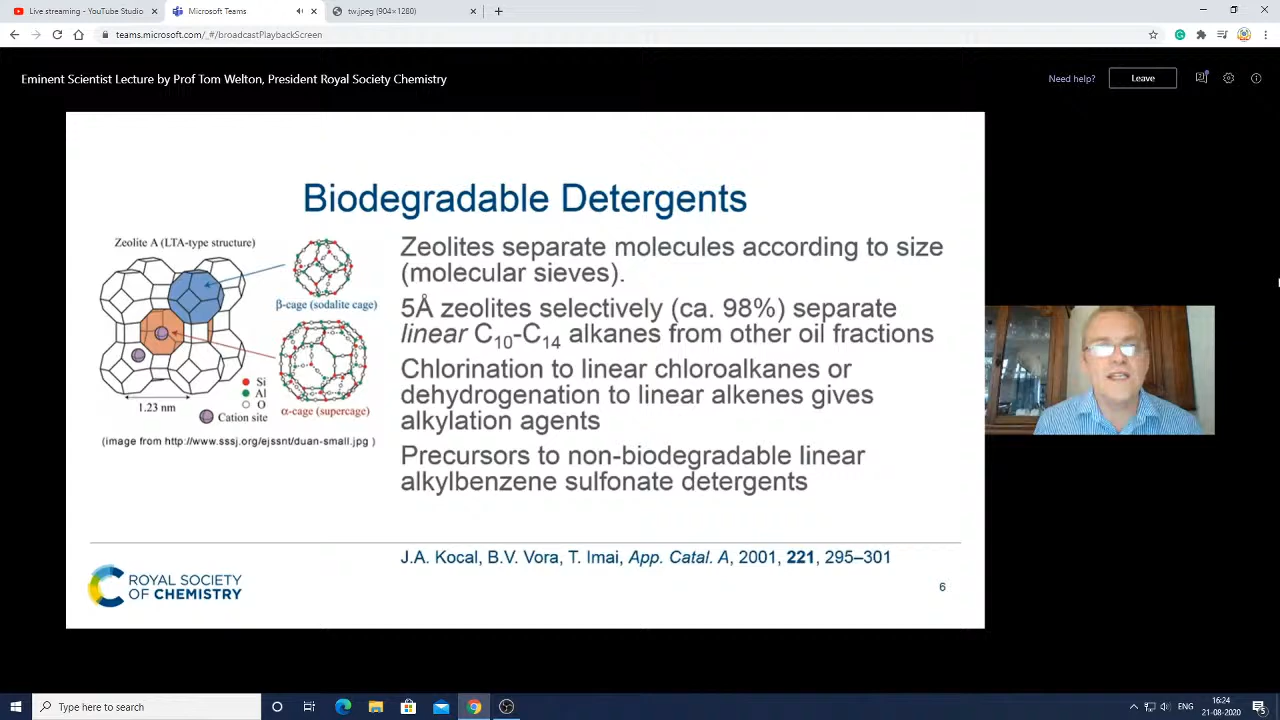 Live streaming - YouTube Studio
Microsoft Teams
tw.jpeg (904×1280)
teams.microsoft.com/_#/broadcastPlaybackScreen
Eminent Scientist Lecture by Prof Tom Welton, President Royal Society Chemistry
Need help?
Leave
Biodegradable Detergents
Zeolite A (LTA-type structure)
β-cage (sodalite cage)
Si
Al
O
Cation site
1.23 nm
α-cage (supercage)
(image from http://www.sssj.org/ejssnt/duan-small.jpg )
Zeolites separate molecules according to size
(molecular sieves).
5Å zeolites selectively (ca. 98%) separate
linear C10-C14 alkanes from other oil fractions
Chlorination to linear chloroalkanes or
dehydrogenation to linear alkenes gives
alkylation agents
Precursors to non-biodegradable linear
alkylbenzene sulfonate detergents
J.A. Kocal, B.V. Vora, T. Imai, App. Catal. A, 2001, 221, 295–301
ROYAL SOCIETY
OF CHEMISTRY
6
Type here to search
ENG
16:24
21-08-2020